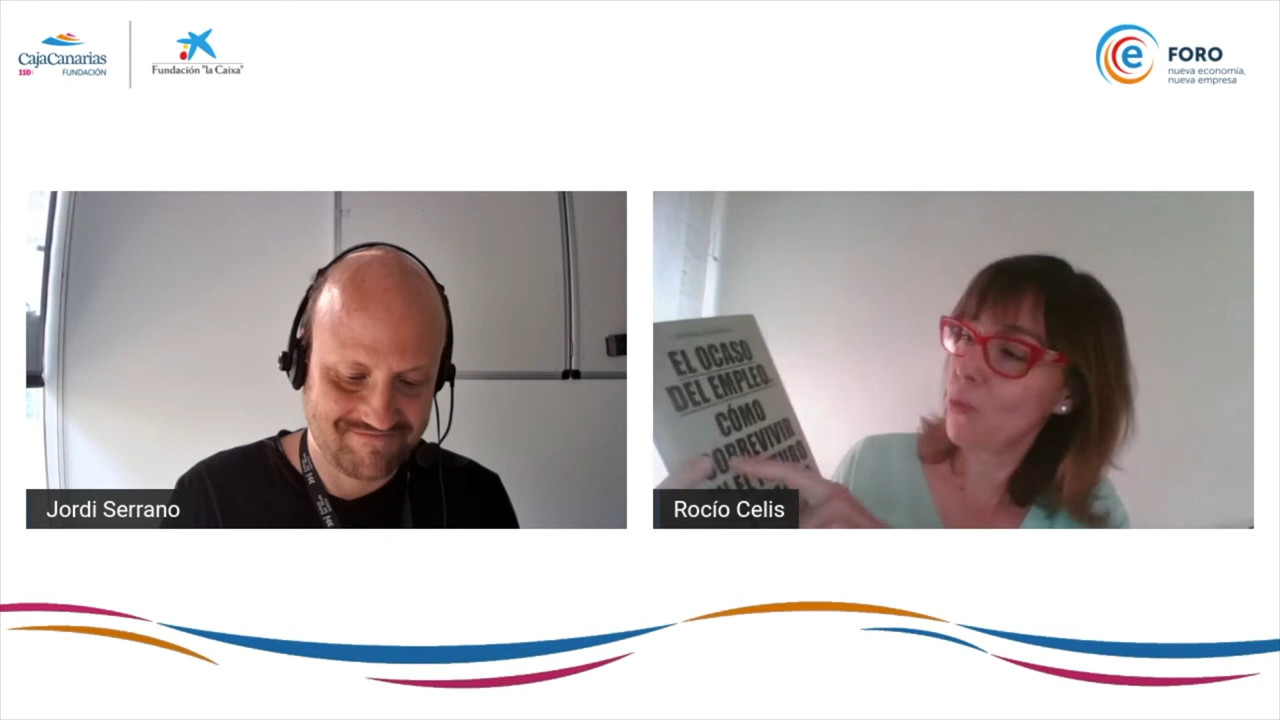 CajaCanarias
110
FUNDACIÓN
Fundación "la Caixa"
FORO
nueva economía,
nueva empresa
EL OCASO
DEL EMPLEO
CÓMO
SOBREVIVIR
Jordi Serrano
Rocío Celis